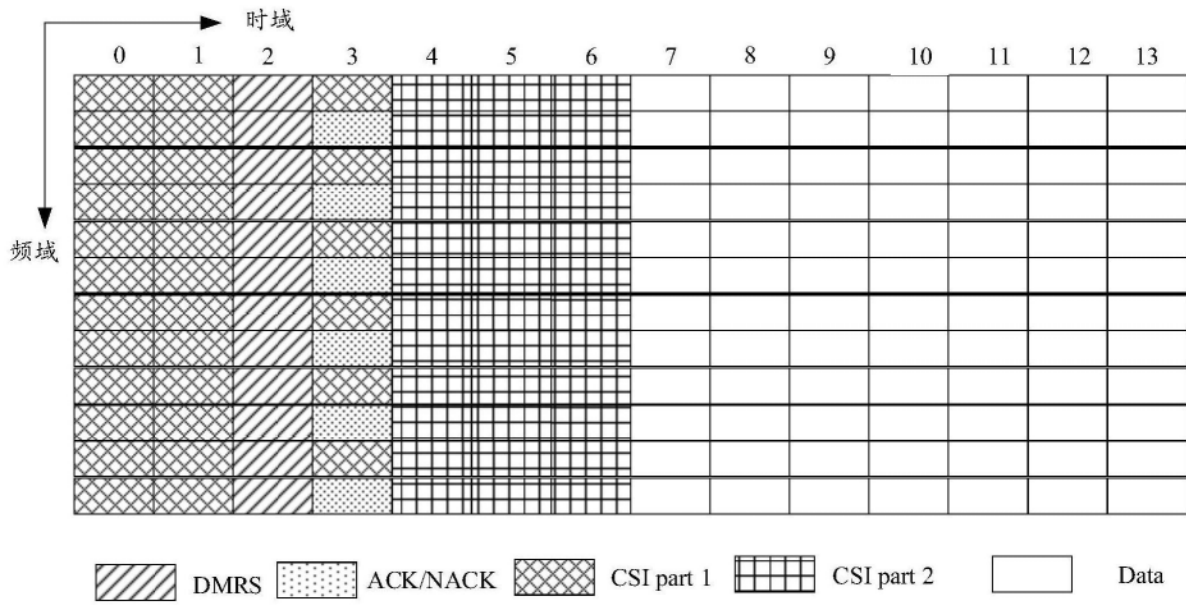 时域
0 1 2 3 4 5 6 7 8 9 10 11 12 13
频域
DMRS ACK/NACK CSI part 1 CSI part 2 Data